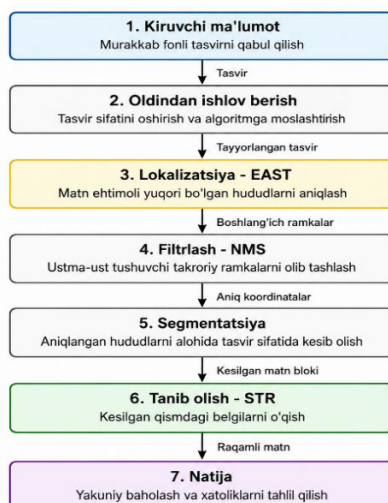 1. Kiruvchi ma'lumot
Murakkab fonli tasvirni qabul qilish
Tasvir
2. Oldindan ishlov berish
Tasvir sifatini oshirish va algoritmga moslashtirish
Tayyorlangan tasvir
3. Lokalizatsiya - EAST
Matn ehtimoli yuqori bo'lgan hududlarni aniqlash
Boshlang'ich ramkalar
4. Filtrlash - NMS
Ustma-ust tushuvchi takroriy ramkalarni olib tashlash
Aniq koordinatalar
5. Segmentatsiya
Aniqlangan hududlarni alohida tasvir sifatida kesib olish
Kesilgan matn bloki
6. Tanib olish - STR
Kesilgan qismdagi belgilarni o'qish
Raqamli matn
7. Natija
Yakuniy baholash va xatoliklarni tahlil qilish